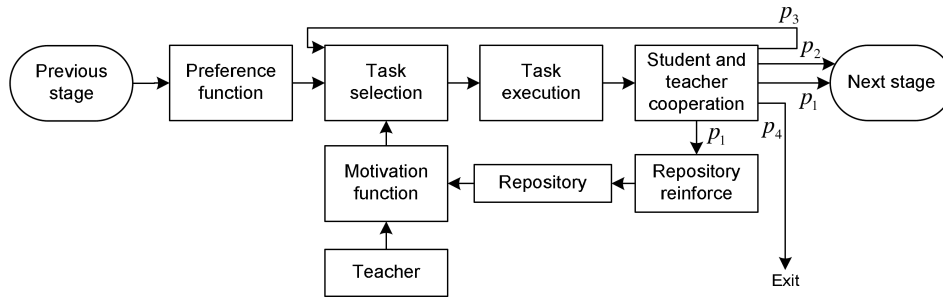 p3
Previous
stage
Preference
function
Task
selection
Task
execution
Student and
teacher
cooperation
p2
p1
Next stage
p1
p4
Motivation
function
Repository
Repository
reinforce
Teacher
Exit